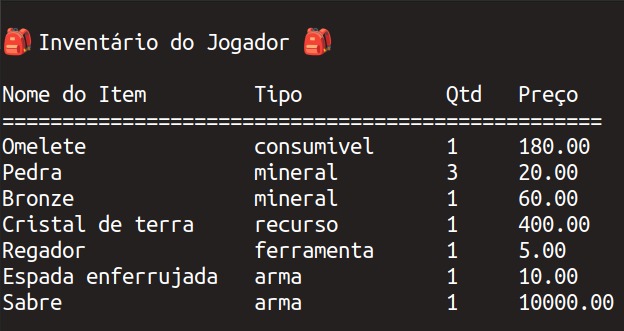 🎒 Inventário do Jogador 🎒
Nome do Item Tipo Qtd Preço
==================================================
Omelete consumivel 1 180.00
Pedra mineral 3 20.00
Bronze mineral 1 60.00
Cristal de terra recurso 1 400.00
Regador ferramenta 1 5.00
Espada enferrujada arma 1 10.00
Sabre arma 1 10000.00